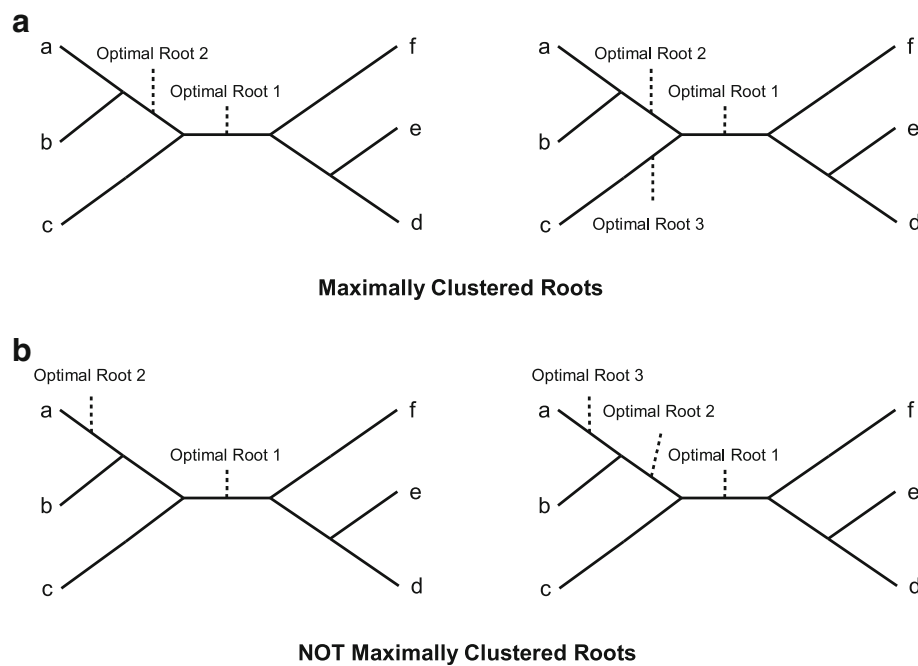 a
a
Optimal Root 2
Optimal Root 1
b
c
f
e
d
a
Optimal Root 2
Optimal Root 1
b
c
Optimal Root 3
f
e
d
Maximally Clustered Roots
b
Optimal Root 2
a
Optimal Root 1
b
c
f
e
d
Optimal Root 3
a
Optimal Root 2
Optimal Root 1
b
c
f
e
d
NOT Maximally Clustered Roots